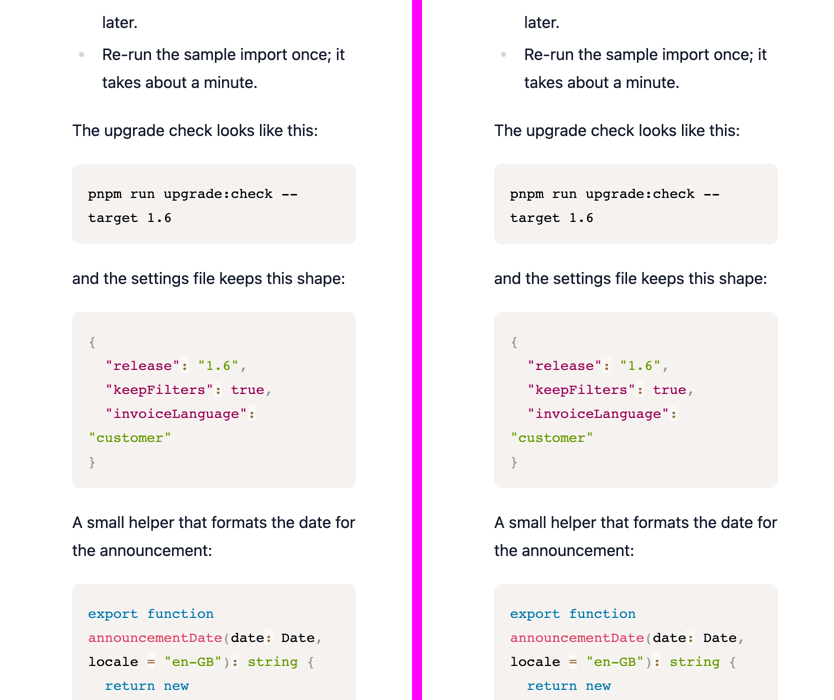 later.
Re-run the sample import once; it
takes about a minute.
The upgrade check looks like this:
pnpm run upgrade:check --
target 1.6
and the settings file keeps this shape:
{
  "release": "1.6",
  "keepFilters": true,
  "invoiceLanguage":
"customer"
}
A small helper that formats the date for
the announcement:
export function
announcementDate(date: Date,
locale = "en-GB"): string {
  return new
later.
Re-run the sample import once; it
takes about a minute.
The upgrade check looks like this:
pnpm run upgrade:check --
target 1.6
and the settings file keeps this shape:
{
  "release": "1.6",
  "keepFilters": true,
  "invoiceLanguage":
"customer"
}
A small helper that formats the date for
the announcement:
export function
announcementDate(date: Date,
locale = "en-GB"): string {
  return new